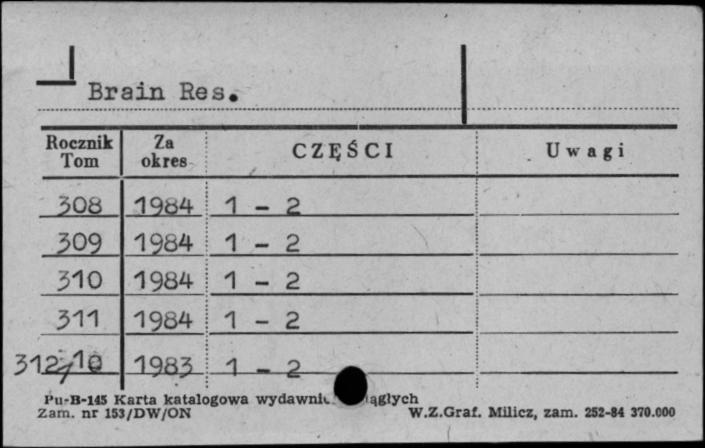 Brain Res.
Rocznik Tom Za okres CZĘŚCI Uwagi
308 1984 1 - 2
309 1984 1 - 2
310 1984 1 - 2
311 1984 1 - 2
1983 1 - 2
Pu-B-145 Karta katalogowa
Zam. nr 153/DW/ON W.Z.Graf. Milicz, zam. 252-84 370.000